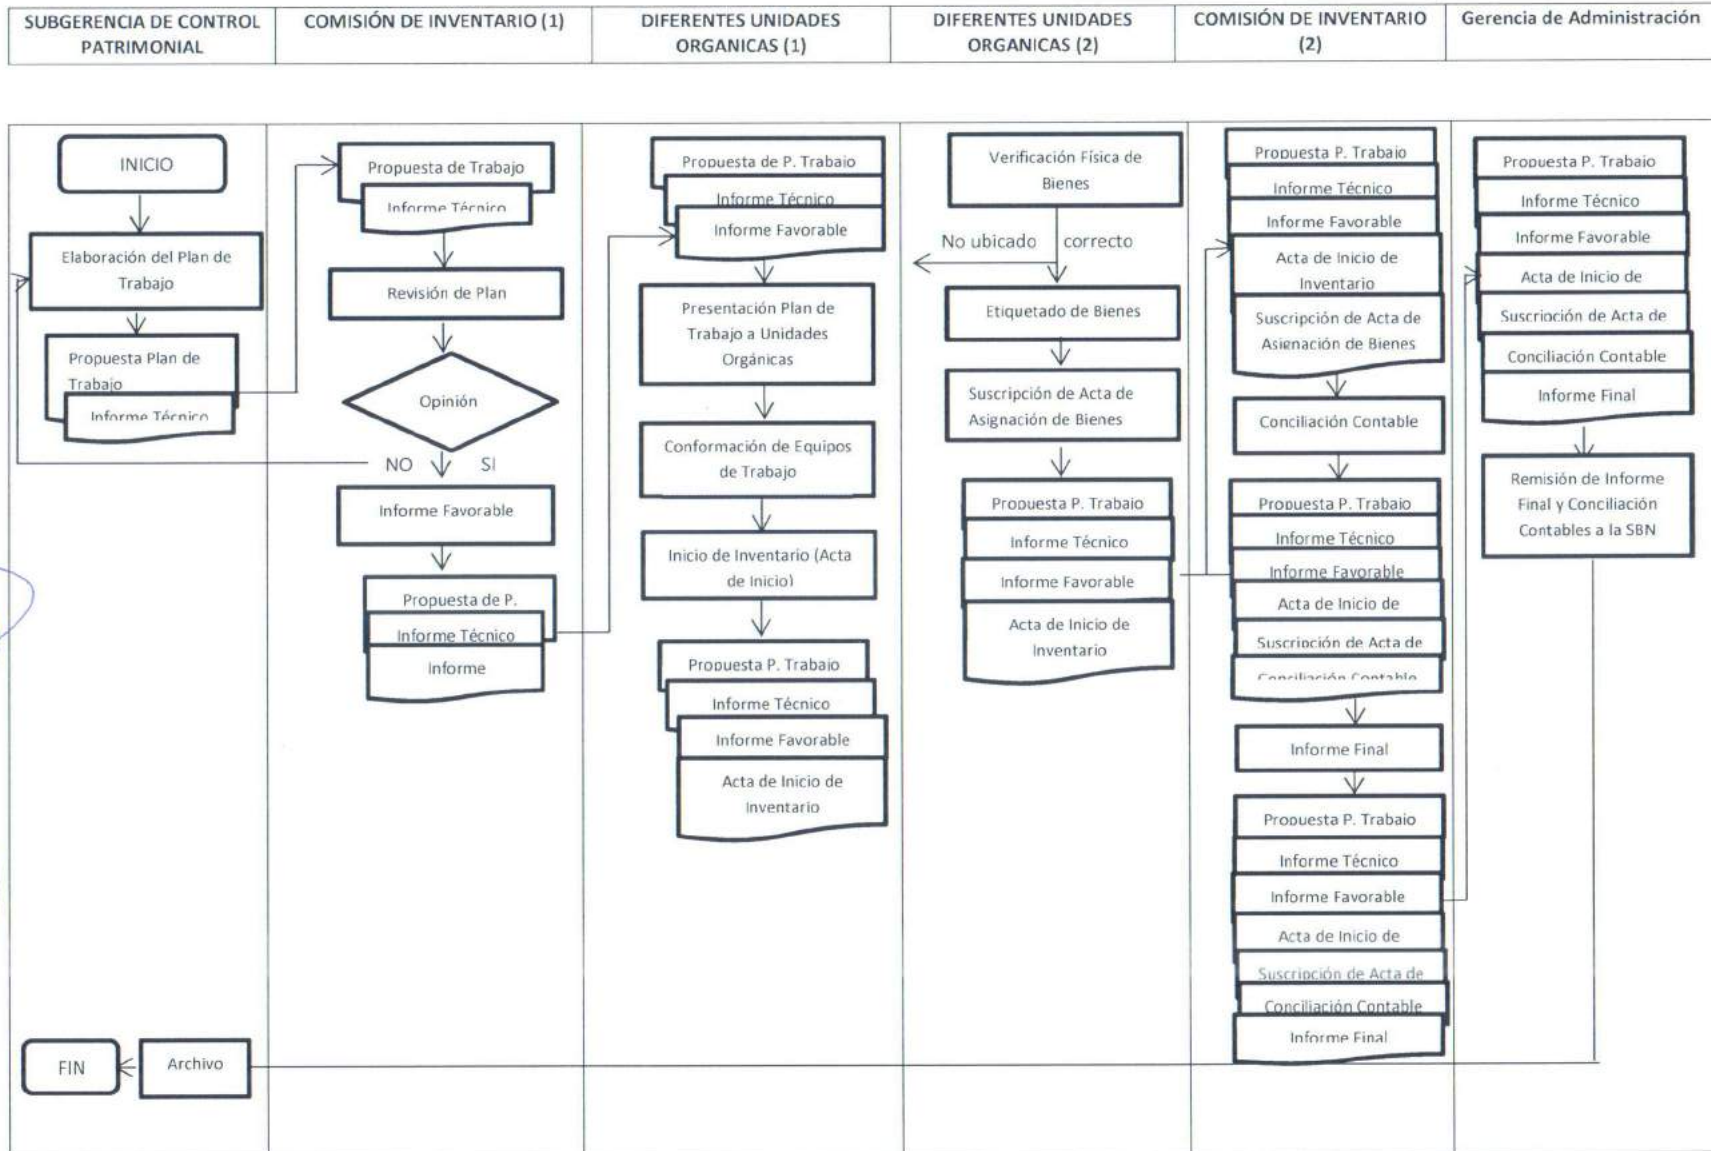 SUBGERENCIA DE CONTROL
PATRIMONIAL
COMISIÓN DE INVENTARIO (1)
DIFERENTES UNIDADES
ORGANICAS (1)
DIFERENTES UNIDADES
ORGANICAS (2)
COMISIÓN DE INVENTARIO
(2)
Gerencia de Administración
INICIO
Elaboración del Plan de
Trabajo
Propuesta Plan de
Trabajo
Informe Técnico
FIN
Archivo
Propuesta de Trabajo
Informe Técnico
Revisión de Plan
Opinión
NO
SI
Informe Favorable
Propuesta de P.
Informe Técnico
Informe
Propuesta de P. Trabajo
Informe Técnico
Informe Favorable
Presentación Plan de
Trabajo a Unidades
Orgánicas
Conformación de Equipos
de Trabajo
Inicio de Inventario (Acta
de Inicio)
Propuesta P. Trabajo
Informe Técnico
Informe Favorable
Acta de Inicio de
Inventario
Verificación Física de
Bienes
No ubicado
correcto
Etiquetado de Bienes
Suscripción de Acta de
Asignación de Bienes
Propuesta P. Trabajo
Informe Técnico
Informe Favorable
Acta de Inicio de
Inventario
Propuesta P. Trabajo
Informe Técnico
Informe Favorable
Acta de Inicio de
Inventario
Suscripción de Acta de
Asignación de Bienes
Conciliación Contable
Propuesta P. Trabajo
Informe Técnico
Informe Favorable
Acta de Inicio de
Suscripción de Acta de
Conciliación Contable
Informe Final
Propuesta P. Trabajo
Informe Técnico
Informe Favorable
Acta de Inicio de
Suscripción de Acta de
Conciliación Contable
Informe Final
Propuesta P. Trabajo
Informe Técnico
Informe Favorable
Acta de Inicio de
Suscripción de Acta de
Conciliación Contable
Informe Final
Remisión de Informe
Final y Conciliación
Contables a la SBN